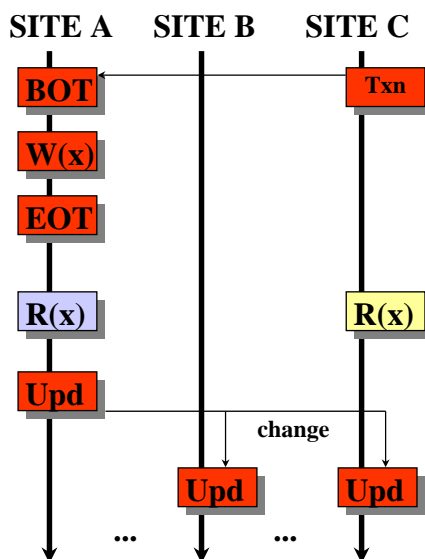 SITE A SITE B SITE C
BOT Txn
W(x)
EOT
R(x) R(x)
Upd
change
Upd Upd
... ...